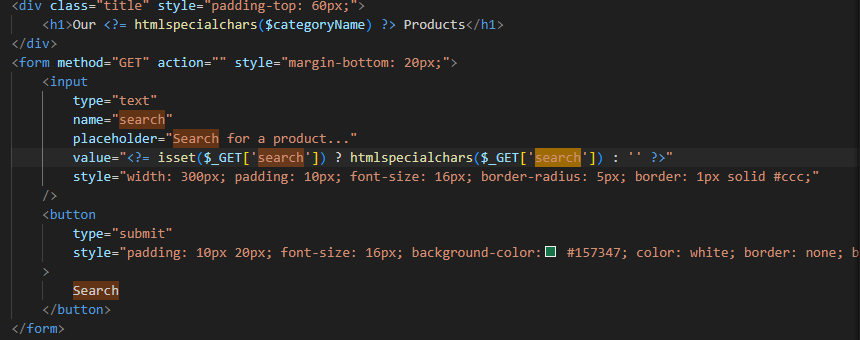 <div class="title" style="padding-top: 60px;">
<h1>Our <?= htmlspecialchars($categoryName) ?> Products</h1>
</div>
<form method="GET" action="" style="margin-bottom: 20px;">
<input
type="text"
name="search"
placeholder="Search for a product..."
value="<?= isset($_GET['search']) ? htmlspecialchars($_GET['search']) : '' ?>"
style="width: 300px; padding: 10px; font-size: 16px; border-radius: 5px; border: 1px solid #ccc;"
/>
<button
type="submit"
style="padding: 10px 20px; font-size: 16px; background-color: #157347; color: white; border: none; b
>
Search
</button>
</form>